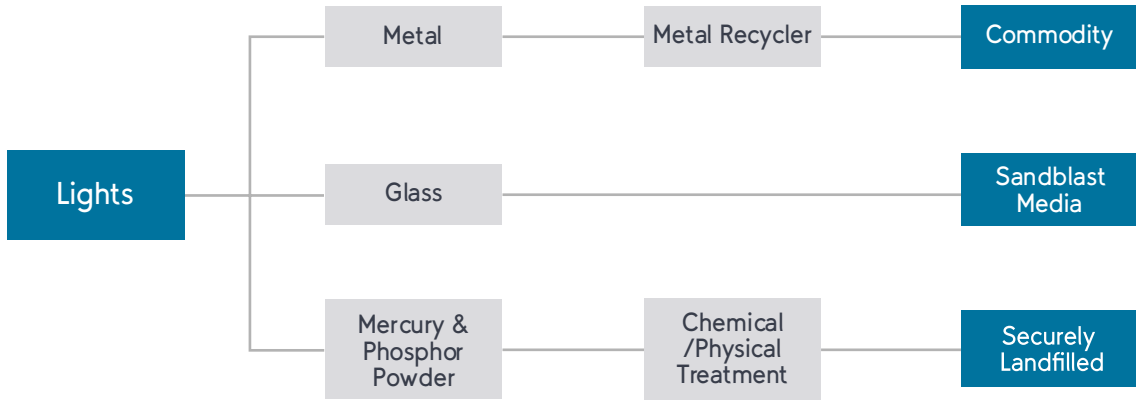 Metal
Metal Recycler
Commodity
Lights
Glass
Sandblast
Media
Mercury &
Phosphor
Powder
Chemical
/Physical
Treatment
Securely
Landfilled